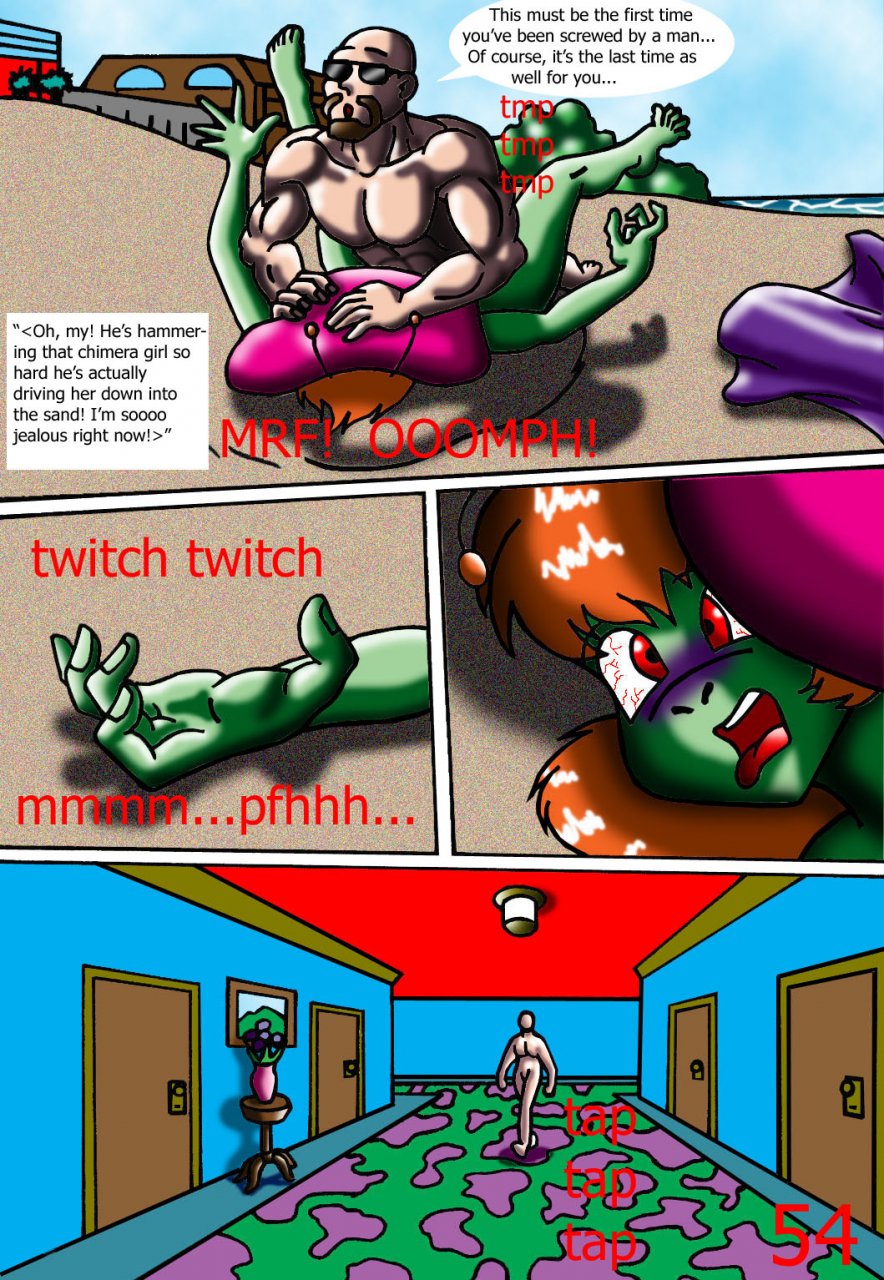 This must be the first time
you've been screwed by a man...
Of course, it's the last time as
well for you...
tmp
tmp
tmp
"<Oh, my! He's hammer-
ing that chimera girl so
hard he's actually
driving her down into
the sand! I'm soooo
jealous right now!>"
MRF! OOOMPH!
twitch twitch
mmmm...pfhhh...
tap
tap
tap
54